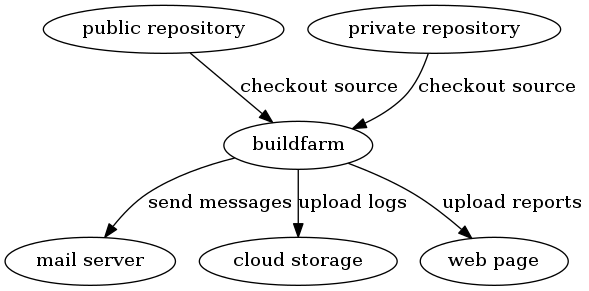 public repository
private repository
checkout source
checkout source
buildfarm
send messages
upload logs
upload reports
mail server
cloud storage
web page